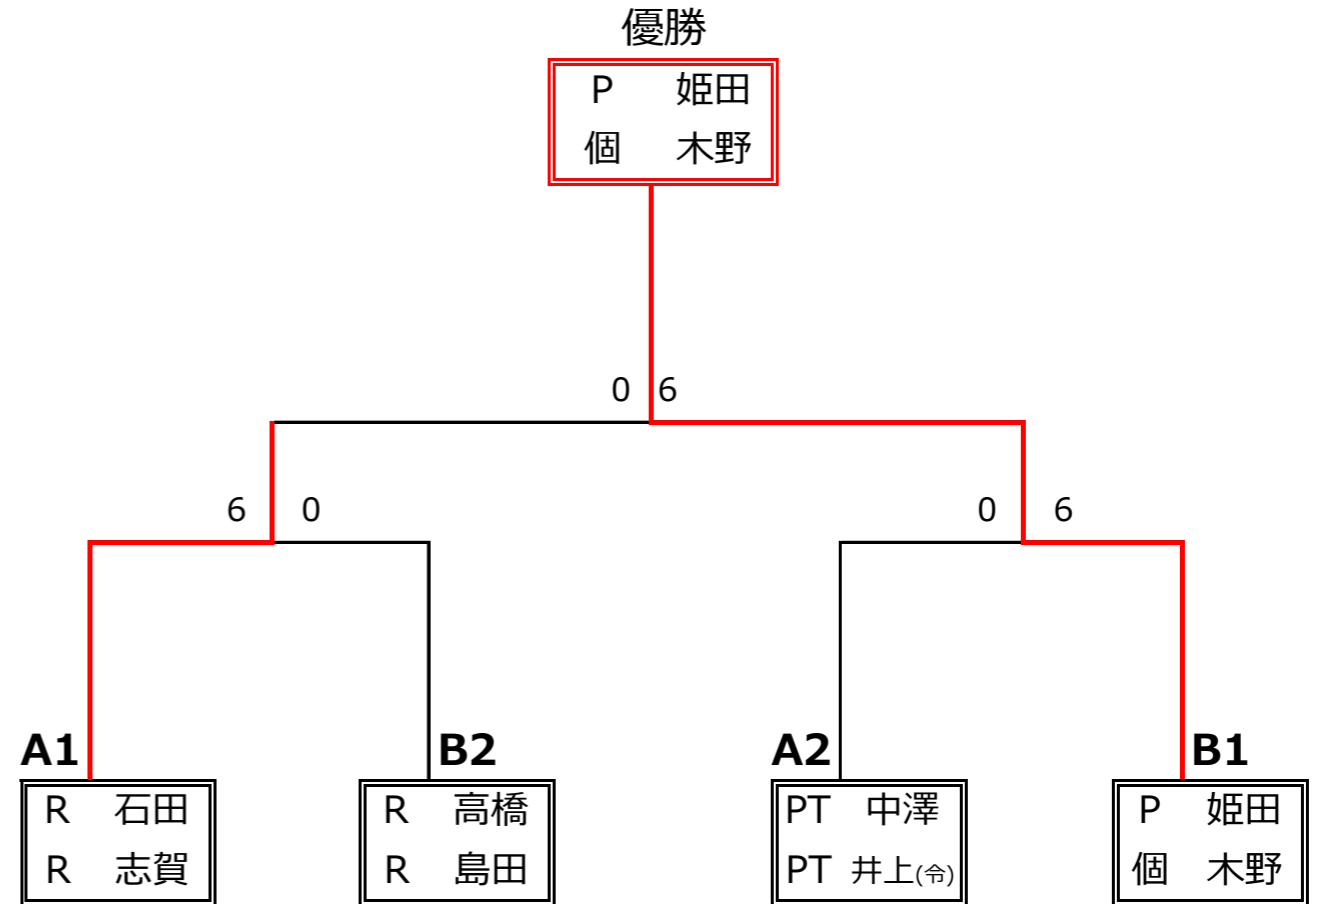 優勝
P 姫田
個 木野
0 6
6 0
0 6
A1
B2
A2
B1
R 石田
R 志賀
R 高橋
R 島田
PT 中澤
PT 井上(令)
P 姫田
個 木野